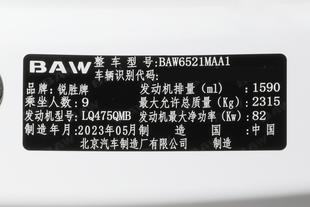 BAW 整车型号:BAW6521MAA1
车辆识别代码:
品牌:锐胜牌 发动机排量(ml):1590
乘坐人数:9 最大允许总质量(Kg):2315
发动机型号:LQ475QMB 发动机最大净功率(Kw):82
制造年月:2023年05月 制造国:中国
北京汽车制造厂有限公司